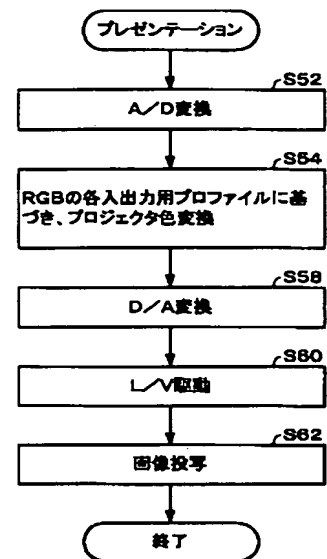 プレゼンテーション
S52
A/D変換
S54
RGBの各入出力用プロファイルに基
づき、プロジェクタ色変換
S58
D/A変換
S60
L/V駆動
S62
画像投写
終了